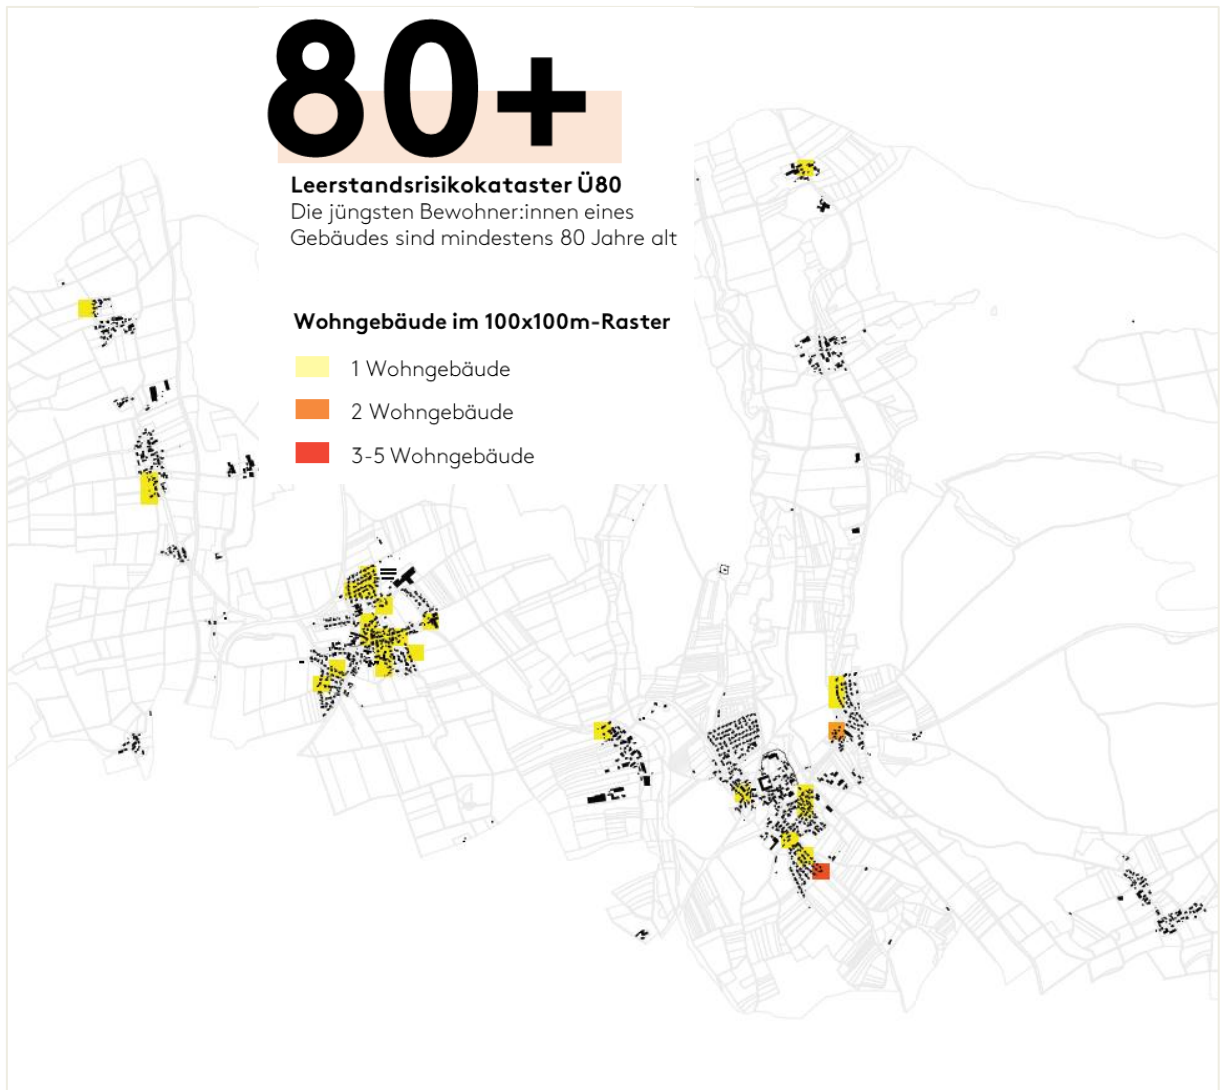 80+
Leerstandsrisikokataster Ü80
Die jüngsten Bewohner:innen eines
Gebäudes sind mindestens 80 Jahre alt
Wohngebäude im 100x100m-Raster
1 Wohngebäude
2 Wohngebäude
3-5 Wohngebäude